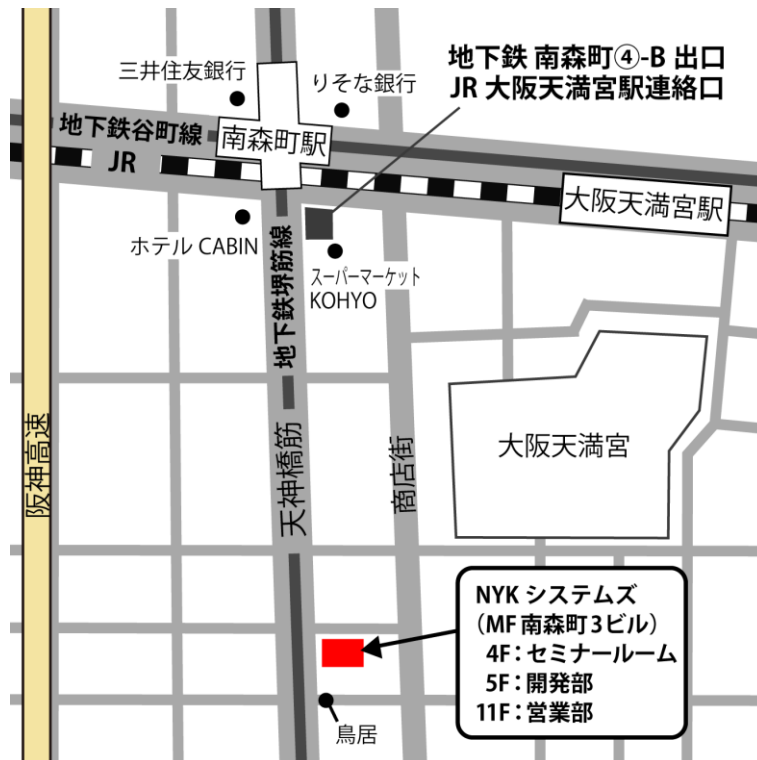 地下鉄 南森町④-B 出口
JR 大阪天満宮駅連絡口
三井住友銀行
りそな銀行
地下鉄谷町線
南森町駅
JR
大阪天満宮駅
ホテル CABIN
スーパーマーケット
KOHYO
地下鉄堺筋線
天神橋筋
商店街
大阪天満宮
阪神高速
NYK システムズ
（MF 南森町 3 ビル）
4F：セミナールーム
5F：開発部
11F：営業部
鳥居